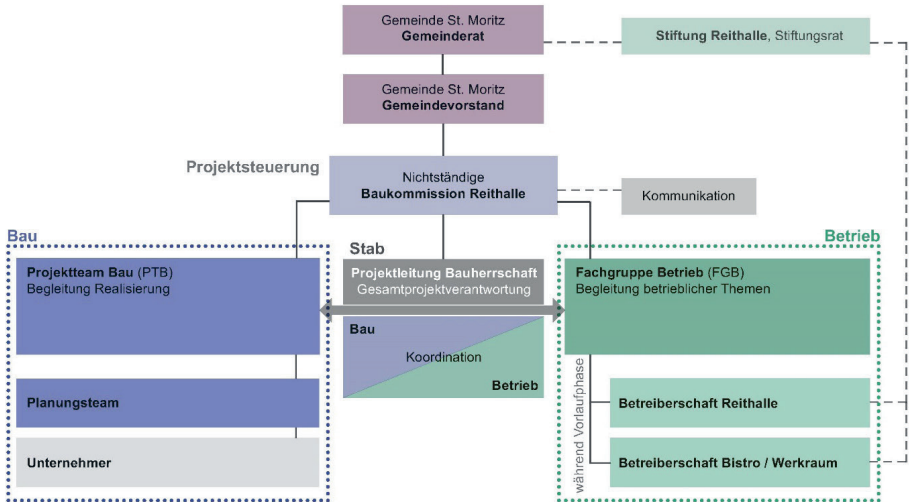 Gemeinde St. Moritz
Gemeinderat
Stiftung Reithalle, Stiftungsrat
Gemeinde St. Moritz
Gemeindevorstand
Projektsteuerung
Nichtständige
Baukommission Reithalle
Kommunikation
Bau
Stab
Betrieb
Projektteam Bau (PTB)
Begleitung Realisierung
Projektleitung Bauherrschaft
Gesamtprojektverantwortung
Fachgruppe Betrieb (FGB)
Begleitung betrieblicher Themen
Bau
Koordination
Betrieb
während Vorlaufphase
Planungsteam
Betreiberschaft Reithalle
Unternehmer
Betreiberschaft Bistro / Werkraum